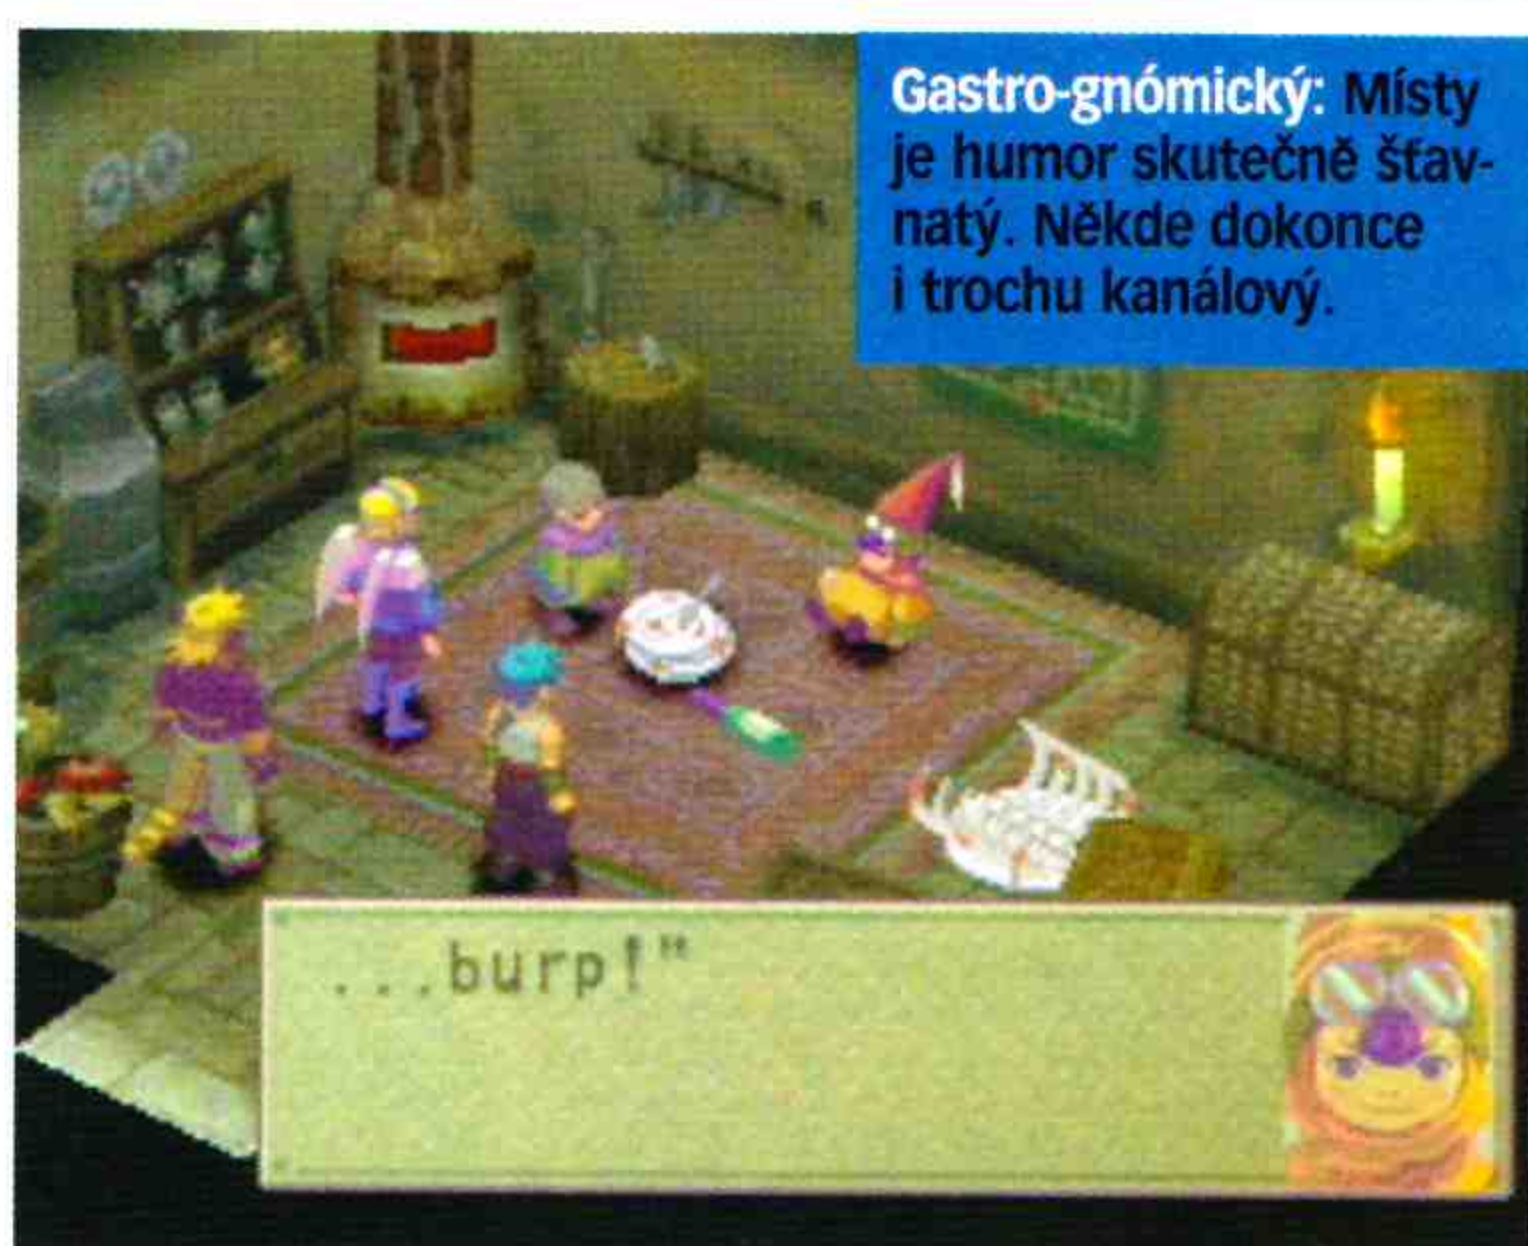 Gastro-gnómický: Místy
je humor skutečně šťav-
natý. Někde dokonce
i trochu kanálový.
...burp!"